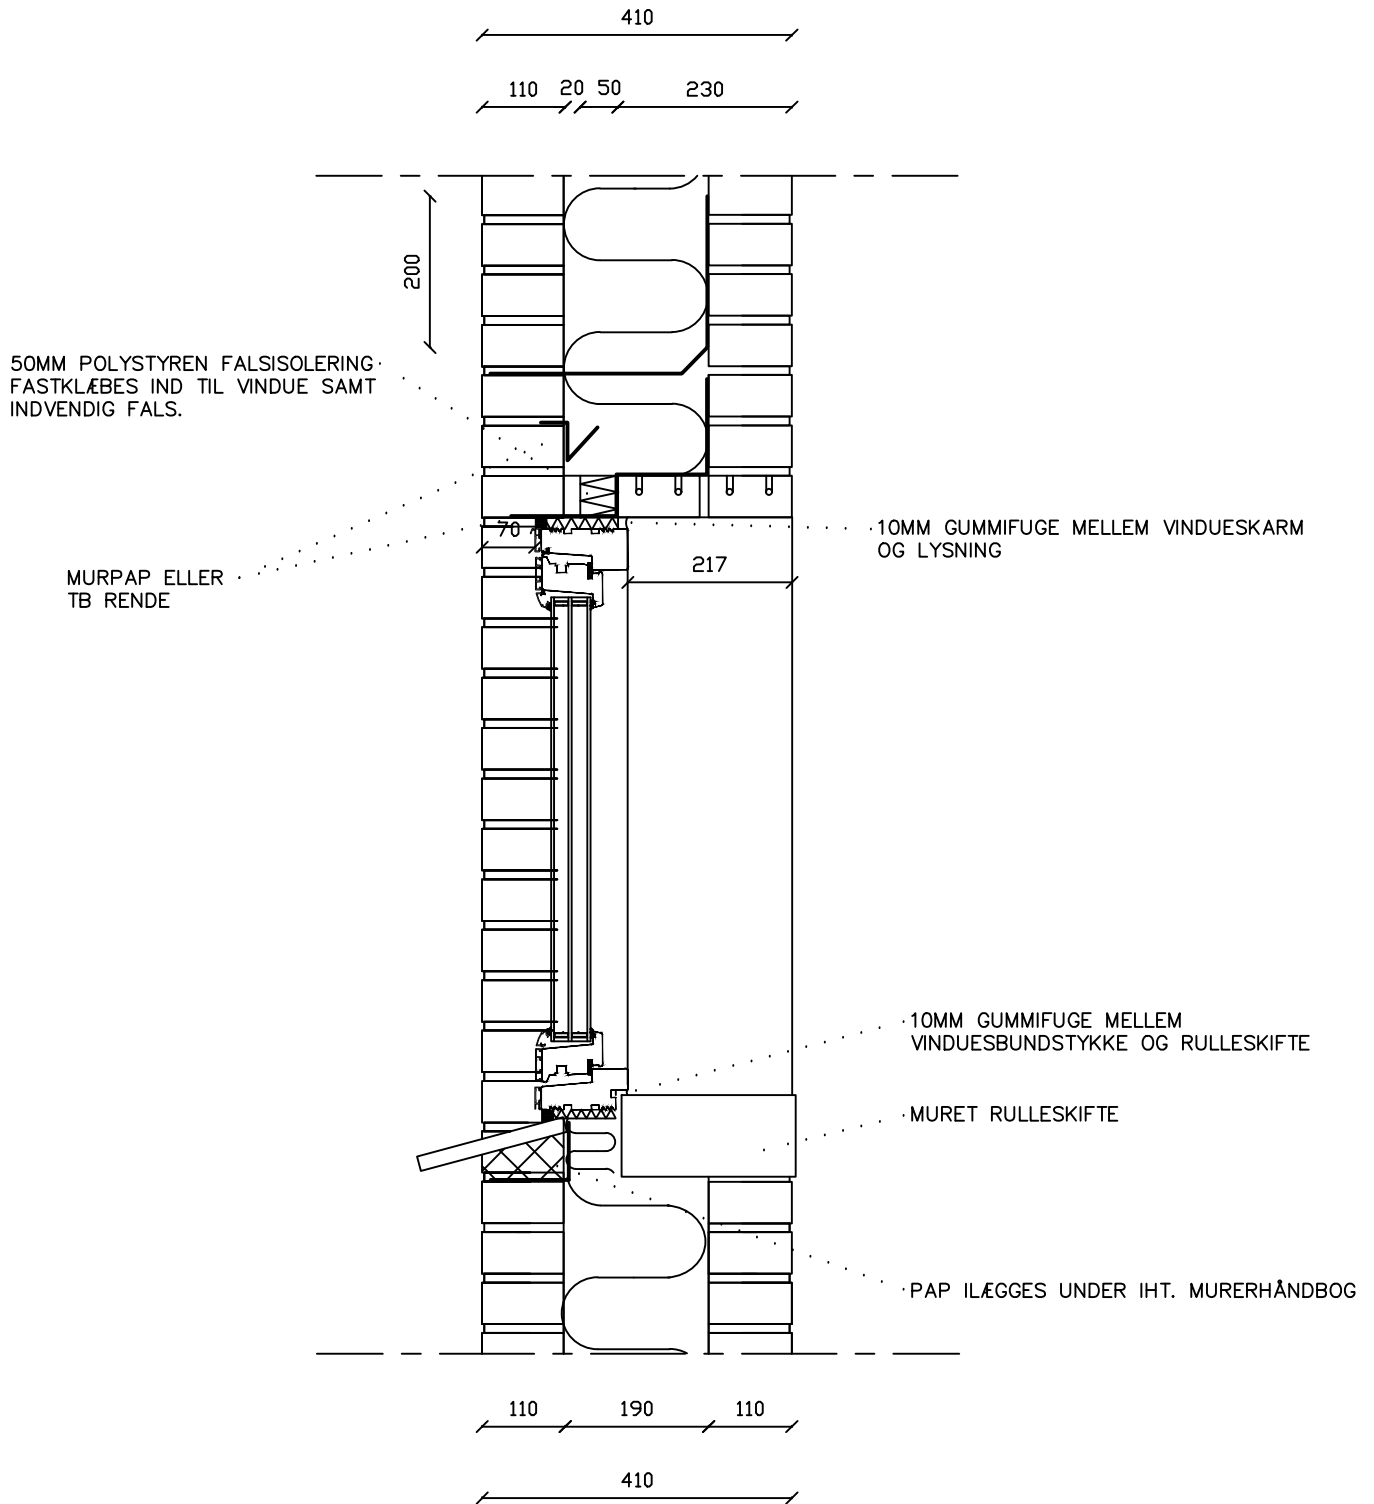 410
110 20 50 230
200
50MM POLYSTYREN FALSISOLERING
FASTKLÆBES IND TIL VINDUE SAMT
INDVENDIG FALS.
70
10MM GUMMIFUGE MELLEM VINDUESKARM
OG LYSNING
217
MURPAP ELLER
TB RENDE
10MM GUMMIFUGE MELLEM
VINDUESBUNDSTYKKE OG RULLESKIFTE
MURET RULLESKIFTE
PAP ILÆGGES UNDER IHT. MURERHÅNDBOG
110 190 110
410